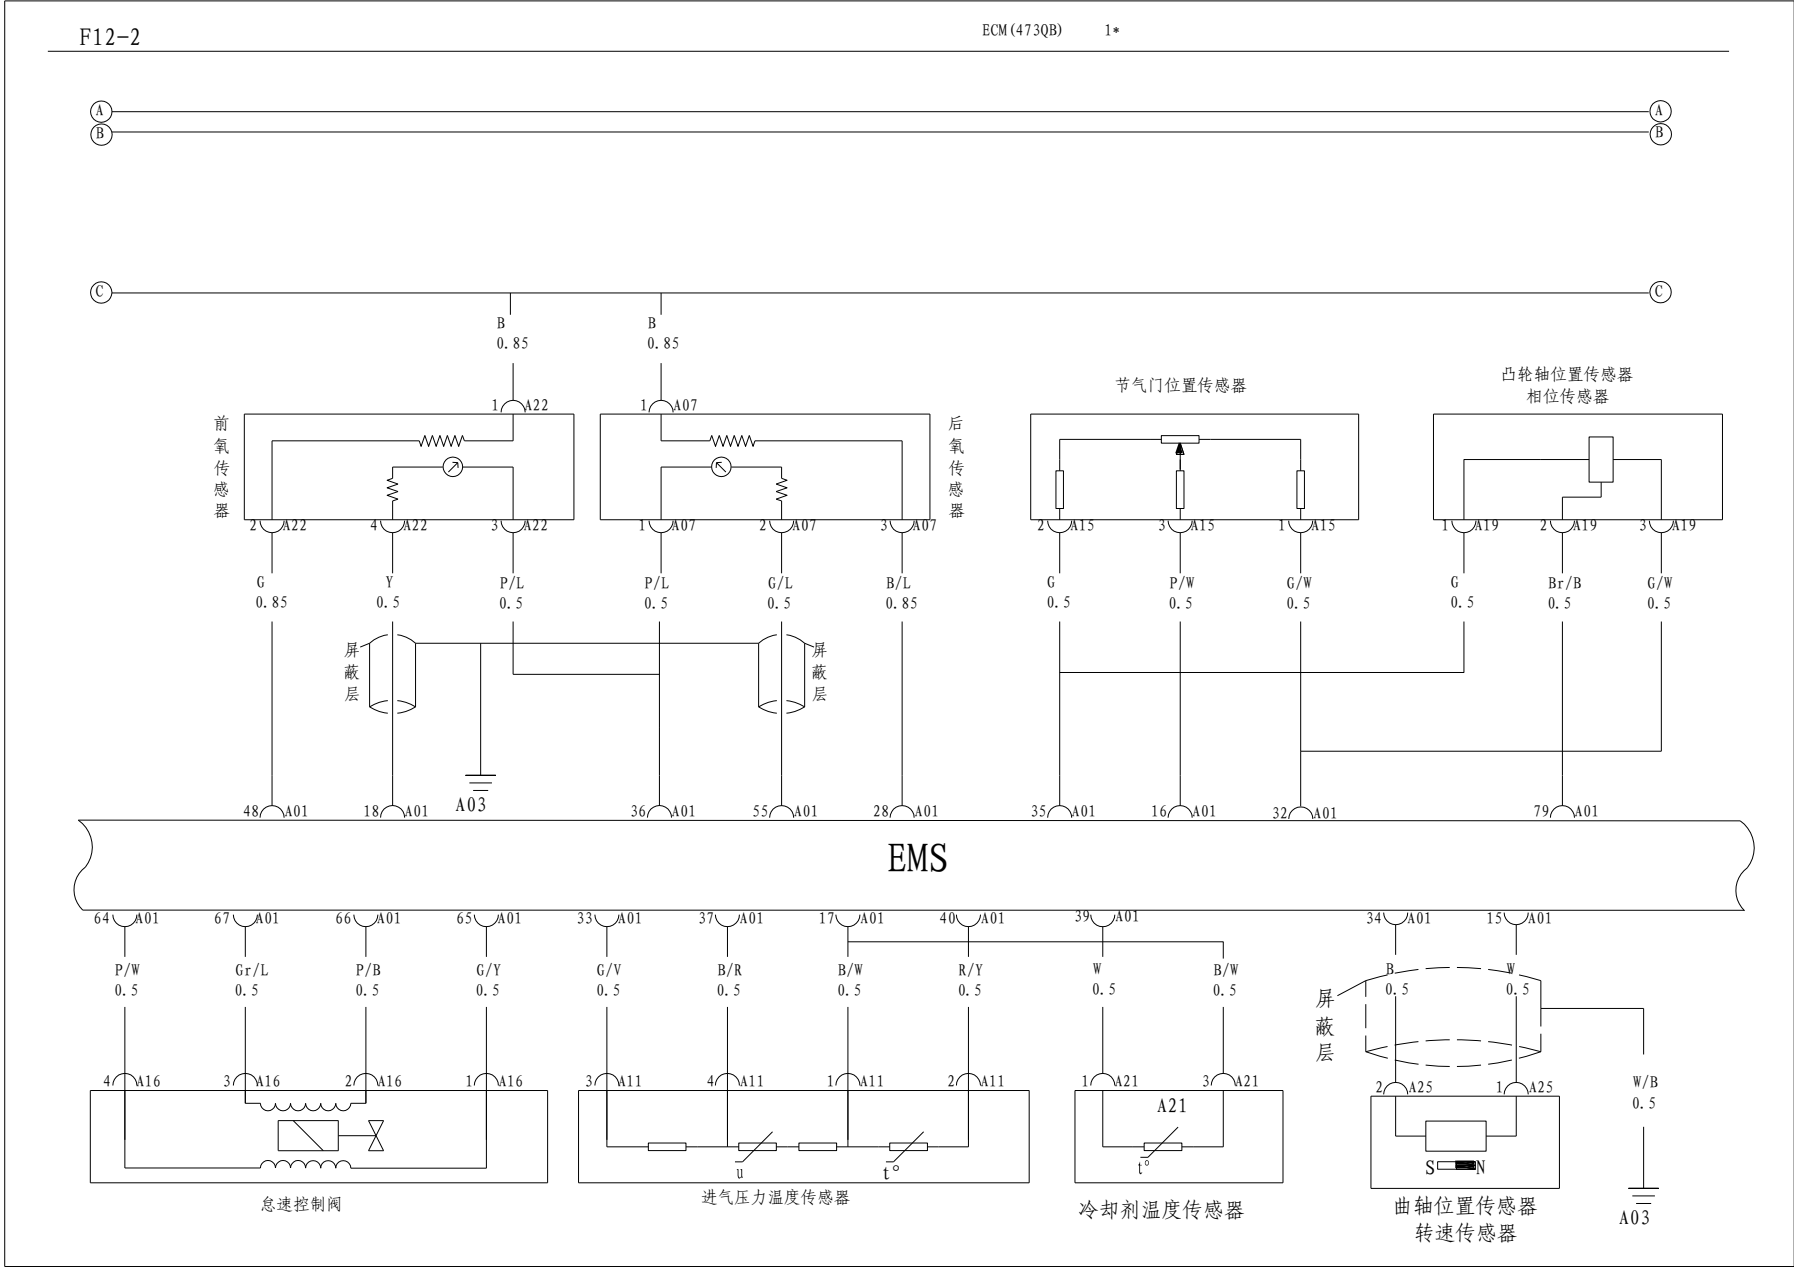 F12-2
ECM(473QB) 1*
A A
B B
C C
B B
0.85 0.85
节气门位置传感器
凸轮轴位置传感器
相位传感器
1 A22 1 A07
前氧传感器
后氧传感器
2 A22 4 A22 3 A22 1 A07 2 A07 3 A07 2 A15 3 A15 1 A15 1 A19 2 A19 3 A19
G Y P/L P/L G/L B/L G P/W G/W G Br/B G/W
0.85 0.5 0.5 0.5 0.5 0.85 0.5 0.5 0.5 0.5 0.5 0.5
屏蔽层
屏蔽层
A03
48 A01 18 A01 36 A01 55 A01 28 A01 35 A01 16 A01 32 A01 79 A01
EMS
64 A01 67 A01 66 A01 65 A01 33 A01 37 A01 17 A01 40 A01 39 A01 34 A01 15 A01
P/W Gr/L P/B G/Y G/V B/R B/W R/Y W B/W B W
0.5 0.5 0.5 0.5 0.5 0.5 0.5 0.5 0.5 0.5 0.5 0.5
屏蔽层
4 A16 3 A16 2 A16 1 A16 3 A11 4 A11 1 A11 2 A11 1 A21 3 A21 2 A25 1 A25
W/B
0.5
A21
u t° t°
S N
怠速控制阀
进气压力温度传感器
冷却剂温度传感器
曲轴位置传感器
转速传感器
A03